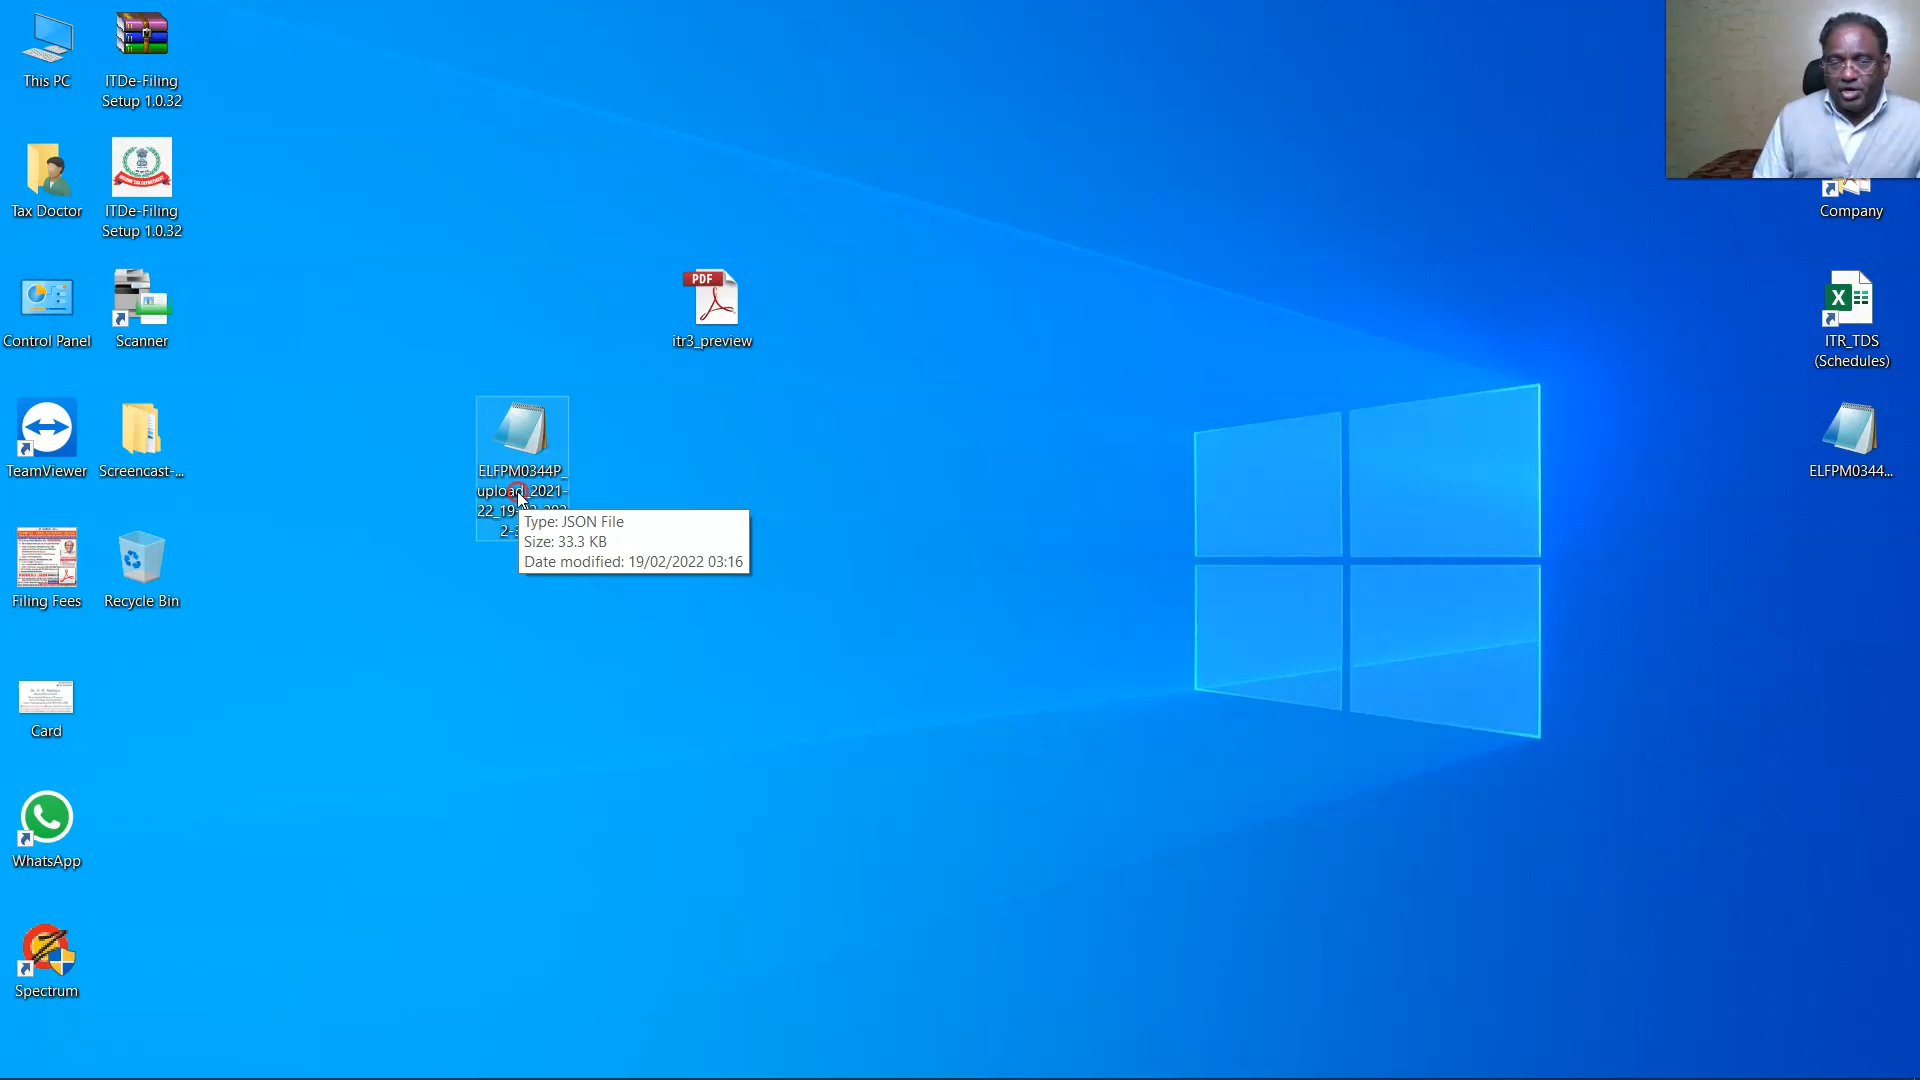 This PC
ITDe-Filing
Setup 1.0.32
Tax Doctor
ITDe-Filing
Setup 1.0.32
Company
Control Panel
Scanner
PDF
itr3_preview
X
ITR_TDS
(Schedules)
TeamViewer
Screencast-...
ELFPM0344P_
upload_2021-
Type: JSON File
Size: 33.3 KB
Date modified: 19/02/2022 03:16
ELFPM0344...
Filing Fees
Recycle Bin
Card
WhatsApp
Spectrum